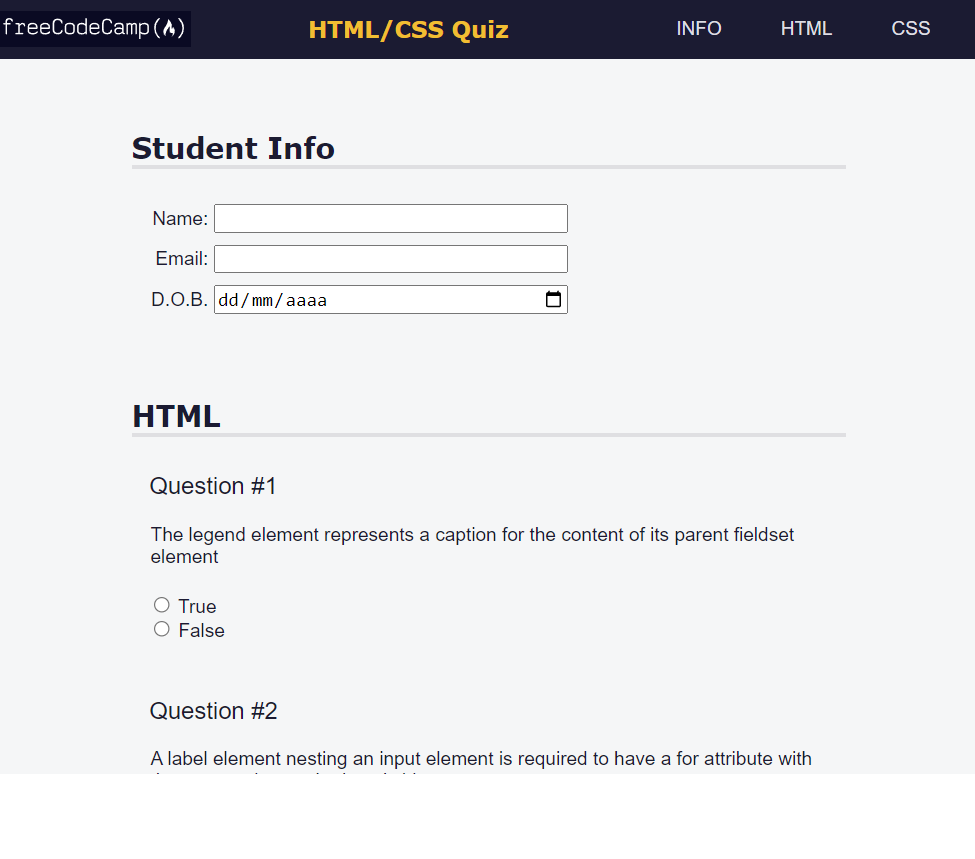 freeCodeCamp(🔥)
HTML/CSS Quiz
INFO
HTML
CSS
Student Info
Name:
Email:
D.O.B. dd/mm/aaaa
HTML
Question #1
The legend element represents a caption for the content of its parent fieldset
element
True
False
Question #2
A label element nesting an input element is required to have a for attribute with